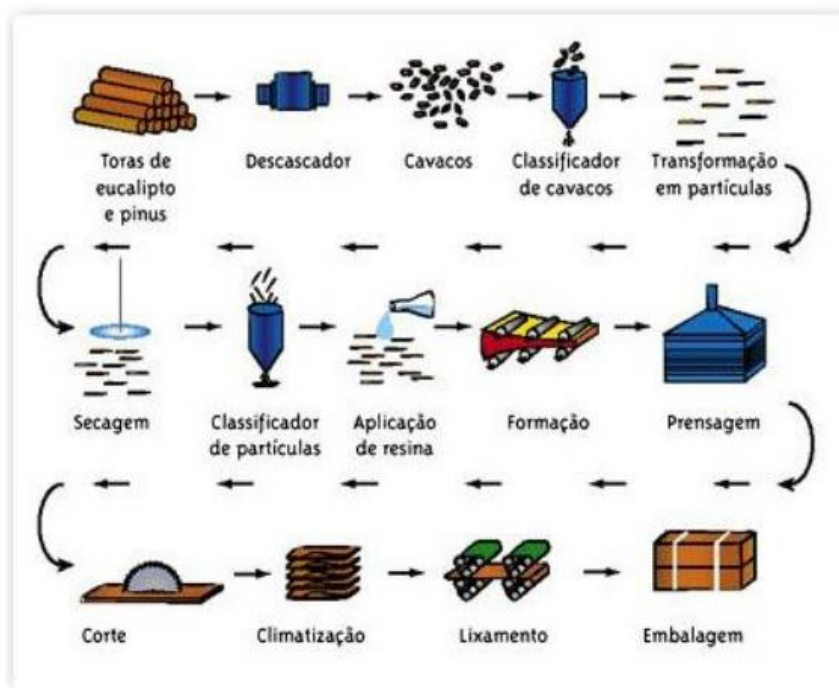 Toras de
eucalipto
e pinus
Descascador
Cavacos
Classificador
de cavacos
Transformação
em partículas
Secagem
Classificador
de partículas
Aplicação
de resina
Formação
Prensagem
Corte
Climatização
Lixamento
Embalagem